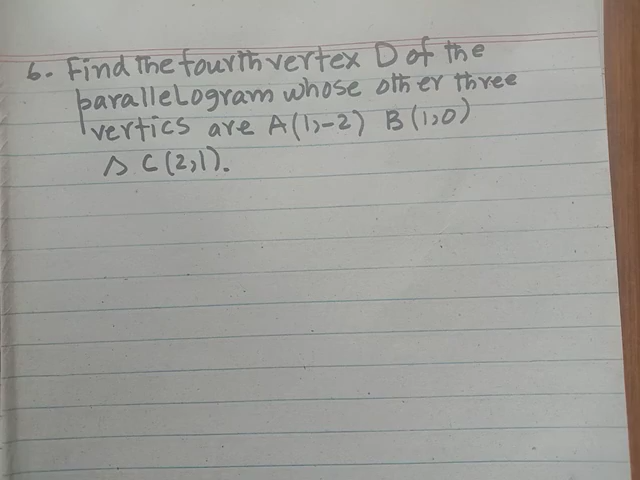 6. Find the fourth vertex D of the
parallelogram whose other three
vertics are A(1,-2) B(1,0)
& C(2,1).